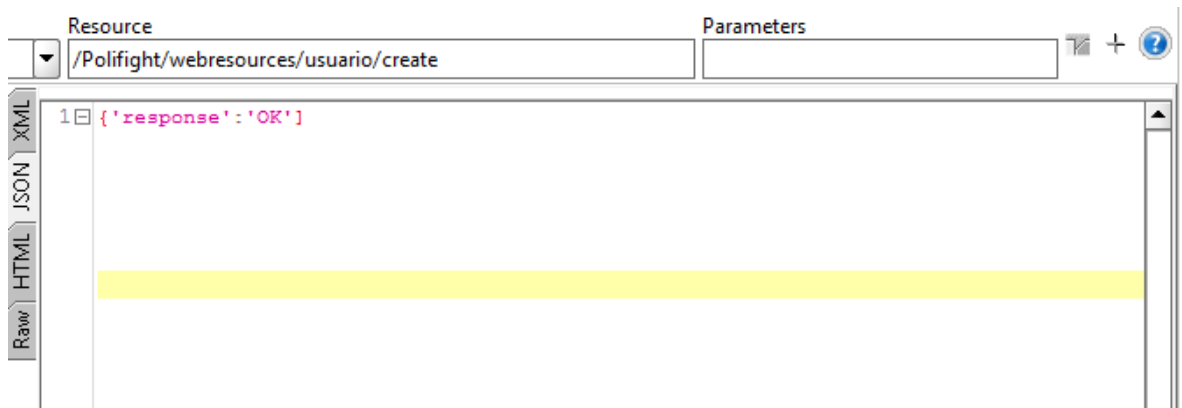 Resource
Parameters
/Polifight/webresources/usuario/create
XML
JSON
HTML
Raw
1
{'response':'OK']